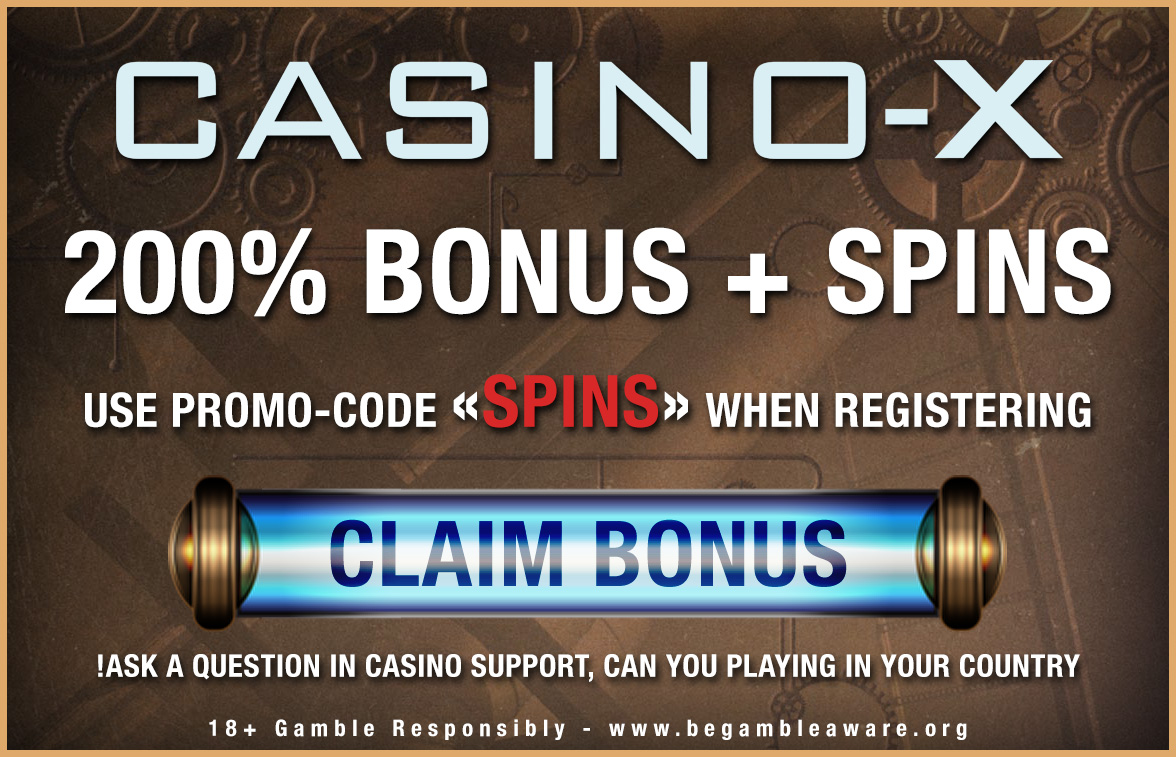 CASINO-X
200% BONUS + SPINS
USE PROMO-CODE «SPINS» WHEN REGISTERING
CLAIM BONUS
!ASK A QUESTION IN CASINO SUPPORT, CAN YOU PLAYING IN YOUR COUNTRY
18+ Gamble Responsibly - www.begambleaware.org